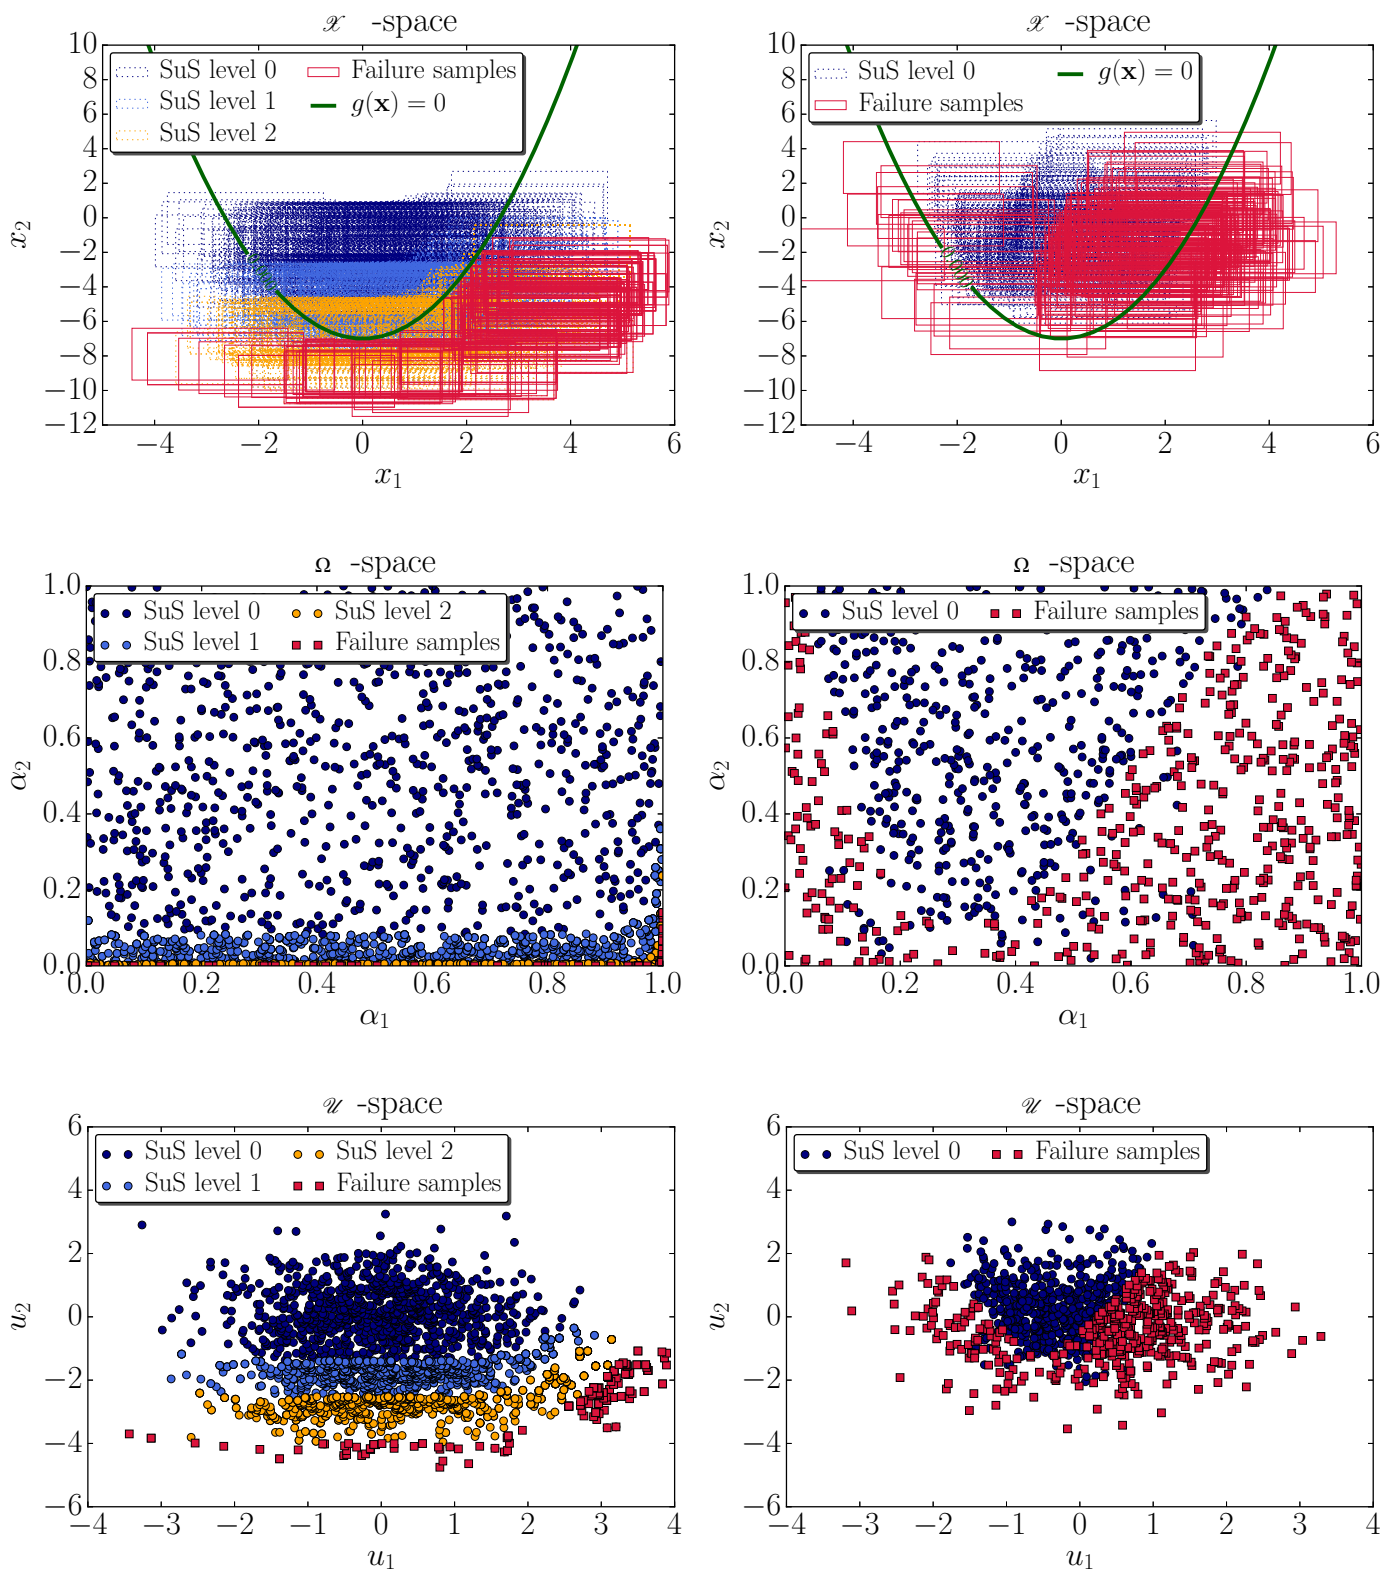 𝒳 -space
10
8
6
4
2
0
−2
−4
−6
−8
−10
−12
x₂
SuS level 0
SuS level 1
SuS level 2
Failure samples
g(x) = 0
−4 −2 0 2 4 6
x₁
𝒳 -space
10
8
6
4
2
0
−2
−4
−6
−8
−10
−12
x₂
SuS level 0
Failure samples
g(x) = 0
−4 −2 0 2 4 6
x₁
Ω -space
1.0
0.8
0.6
0.4
0.2
0.0
α₂
SuS level 0
SuS level 1
SuS level 2
Failure samples
0.0 0.2 0.4 0.6 0.8 1.0
α₁
Ω -space
1.0
0.8
0.6
0.4
0.2
0.0
α₂
SuS level 0
Failure samples
0.0 0.2 0.4 0.6 0.8 1.0
α₁
𝒰 -space
6
4
2
0
−2
−4
−6
u₂
SuS level 0
SuS level 1
SuS level 2
Failure samples
−4 −3 −2 −1 0 1 2 3 4
u₁
𝒰 -space
6
4
2
0
−2
−4
−6
u₂
SuS level 0
Failure samples
−4 −3 −2 −1 0 1 2 3 4
u₁